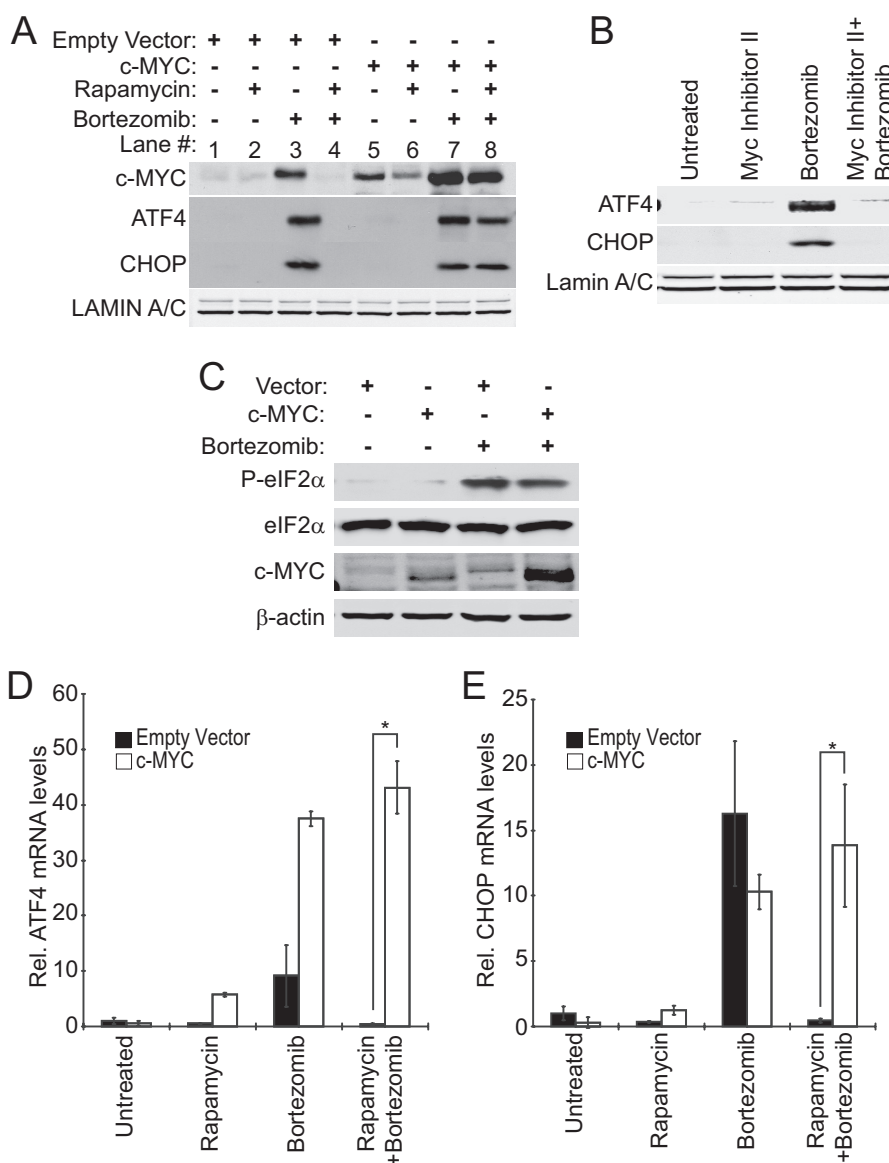 A
Empty Vector: + + + + - - - -
c-MYC: - - - - + + + +
Rapamycin: - + - + - + - +
Bortezomib: - - + + - - + +
Lane #: 1 2 3 4 5 6 7 8
c-MYC
ATF4
CHOP
LAMIN A/C
B
Untreated
Myc Inhibitor II
Bortezomib
Myc Inhibitor II+
Bortezomib
ATF4
CHOP
Lamin A/C
C
Vector: + - + -
c-MYC: - + - +
Bortezomib: - - + +
P-eIF2α
eIF2α
c-MYC
β-actin
D
Rel. ATF4 mRNA levels
60
50
40
30
20
10
0
Empty Vector
c-MYC
*
Untreated
Rapamycin
Bortezomib
Rapamycin
+Bortezomib
E
Rel. CHOP mRNA levels
25
20
15
10
5
0
Empty Vector
c-MYC
*
Untreated
Rapamycin
Bortezomib
Rapamycin
+Bortezomib